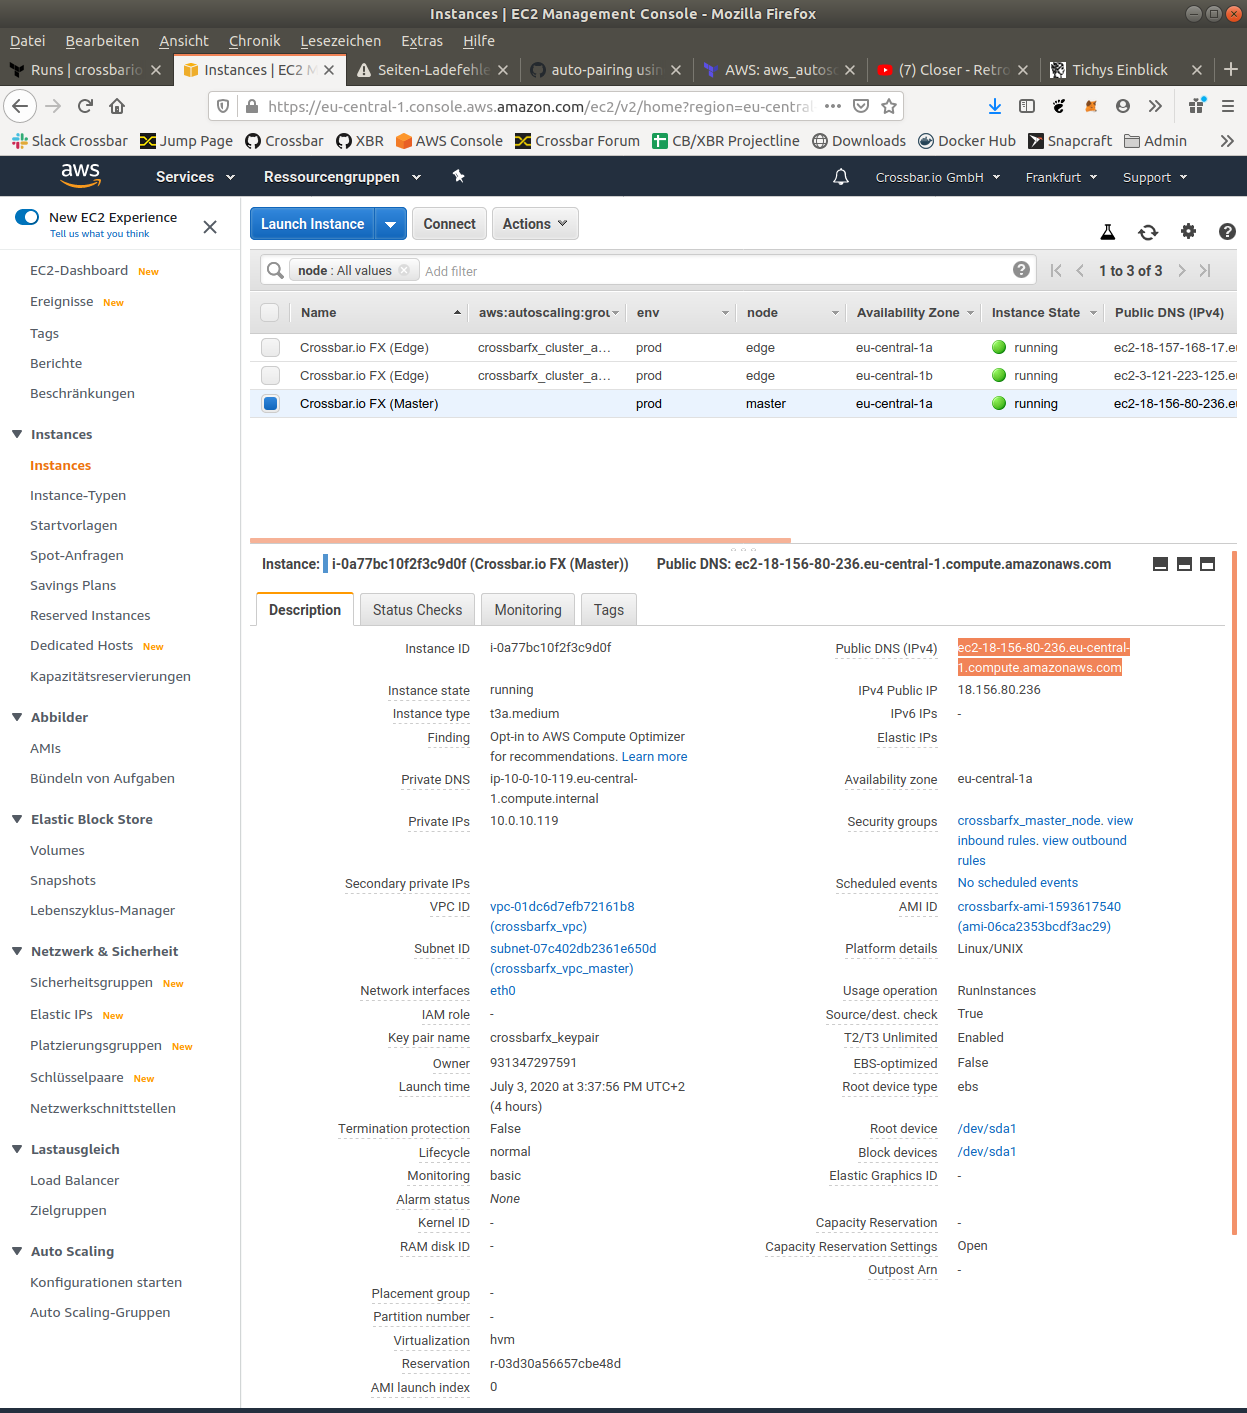 Instances | EC2 Management Console - Mozilla Firefox
Datei Bearbeiten Ansicht Chronik Lesezeichen Extras Hilfe
Runs | crossbario
Instances | EC2 M
Seiten-Ladefehle
auto-pairing usin
AWS: aws_autosc
(7) Closer - Retro
Tichys Einblick
https://eu-central-1.console.aws.amazon.com/ec2/v2/home?region=eu-central
Slack Crossbar Jump Page Crossbar XBR AWS Console Crossbar Forum CB/XBR Projectline Downloads Docker Hub Snapcraft Admin
aws Services Ressourcengruppen Crossbar.io GmbH Frankfurt Support
New EC2 Experience
Tell us what you think
EC2-Dashboard New
Ereignisse New
Tags
Berichte
Beschränkungen
Instances
Instances
Instance-Typen
Startvorlagen
Spot-Anfragen
Savings Plans
Reserved Instances
Dedicated Hosts New
Kapazitätsreservierungen
Abbilder
AMIs
Bündeln von Aufgaben
Elastic Block Store
Volumes
Snapshots
Lebenszyklus-Manager
Netzwerk & Sicherheit
Sicherheitsgruppen New
Elastic IPs New
Platzierungsgruppen New
Schlüsselpaare New
Netzwerkschnittstellen
Lastausgleich
Load Balancer
Zielgruppen
Auto Scaling
Konfigurationen starten
Auto Scaling-Gruppen
Launch Instance Connect Actions
node : All values Add filter 1 to 3 of 3
Name aws:autoscaling:grou env node Availability Zone Instance State Public DNS (IPv4)
Crossbar.io FX (Edge) crossbarfx_cluster_a... prod edge eu-central-1a running ec2-18-157-168-17.eu
Crossbar.io FX (Edge) crossbarfx_cluster_a... prod edge eu-central-1b running ec2-3-121-223-125.eu
Crossbar.io FX (Master) prod master eu-central-1a running ec2-18-156-80-236.eu
Instance: i-0a77bc10f2f3c9d0f (Crossbar.io FX (Master)) Public DNS: ec2-18-156-80-236.eu-central-1.compute.amazonaws.com
Description Status Checks Monitoring Tags
Instance ID i-0a77bc10f2f3c9d0f
Instance state running
Instance type t3a.medium
Finding Opt-in to AWS Compute Optimizer
for recommendations. Learn more
Private DNS ip-10-0-10-119.eu-central-
1.compute.internal
Private IPs 10.0.10.119
Secondary private IPs
VPC ID vpc-01dc6d7efb72161b8
(crossbarfx_vpc)
Subnet ID subnet-07c402db2361e650d
(crossbarfx_vpc_master)
Network interfaces eth0
IAM role -
Key pair name crossbarfx_keypair
Owner 931347297591
Launch time July 3, 2020 at 3:37:56 PM UTC+2
(4 hours)
Termination protection False
Lifecycle normal
Monitoring basic
Alarm status None
Kernel ID -
RAM disk ID -
Placement group -
Partition number -
Virtualization hvm
Reservation r-03d30a56657cbe48d
AMI launch index 0
Public DNS (IPv4) ec2-18-156-80-236.eu-central-
1.compute.amazonaws.com
IPv4 Public IP 18.156.80.236
IPv6 IPs -
Elastic IPs
Availability zone eu-central-1a
Security groups crossbarfx_master_node. view
inbound rules. view outbound
rules
Scheduled events No scheduled events
AMI ID crossbarfx-ami-1593617540
(ami-06ca2353bcdf3ac29)
Platform details Linux/UNIX
Usage operation RunInstances
Source/dest. check True
T2/T3 Unlimited Enabled
EBS-optimized False
Root device type ebs
Root device /dev/sda1
Block devices /dev/sda1
Elastic Graphics ID -
Capacity Reservation -
Capacity Reservation Settings Open
Outpost Arn -